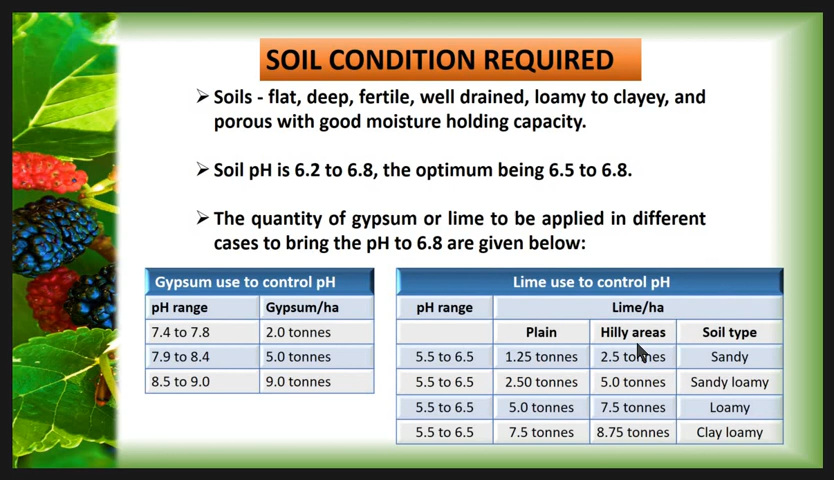 SOIL CONDITION REQUIRED
➢ Soils - flat, deep, fertile, well drained, loamy to clayey, and
porous with good moisture holding capacity.
➢ Soil pH is 6.2 to 6.8, the optimum being 6.5 to 6.8.
➢ The quantity of gypsum or lime to be applied in different
cases to bring the pH to 6.8 are given below:
Gypsum use to control pH
pH range Gypsum/ha
7.4 to 7.8 2.0 tonnes
7.9 to 8.4 5.0 tonnes
8.5 to 9.0 9.0 tonnes
Lime use to control pH
pH range Lime/ha
Plain Hilly areas Soil type
5.5 to 6.5 1.25 tonnes 2.5 tonnes Sandy
5.5 to 6.5 2.50 tonnes 5.0 tonnes Sandy loamy
5.5 to 6.5 5.0 tonnes 7.5 tonnes Loamy
5.5 to 6.5 7.5 tonnes 8.75 tonnes Clay loamy